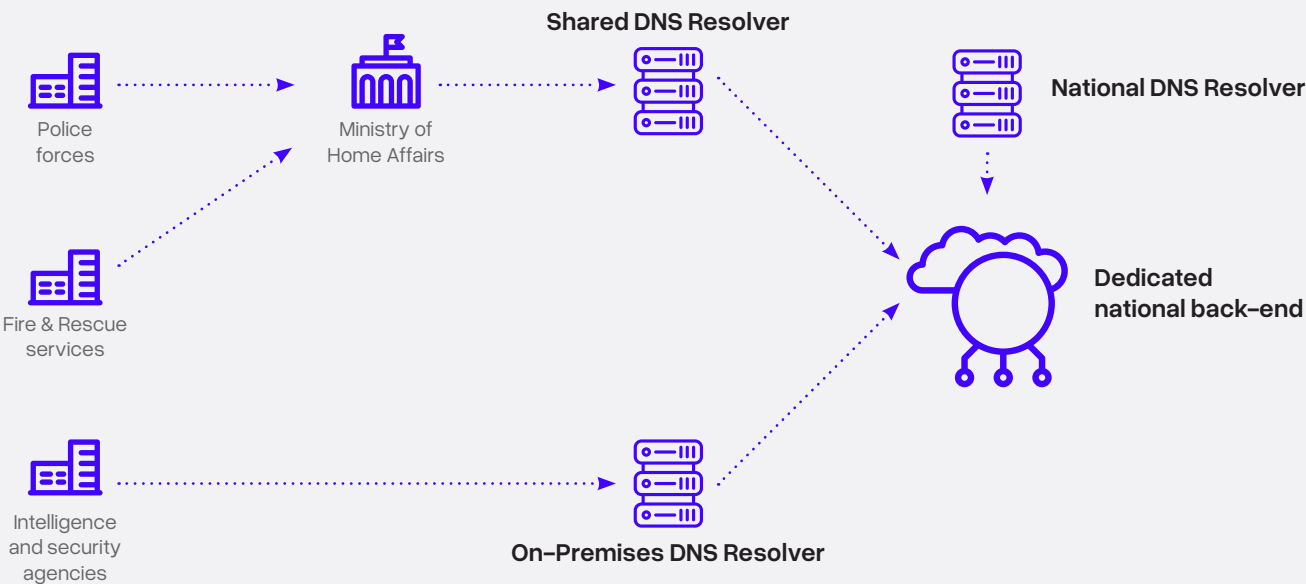 Shared DNS Resolver
National DNS Resolver
Police
forces
Ministry of
Home Affairs
Fire & Rescue
services
Dedicated
national back-end
Intelligence
and security
agencies
On-Premises DNS Resolver